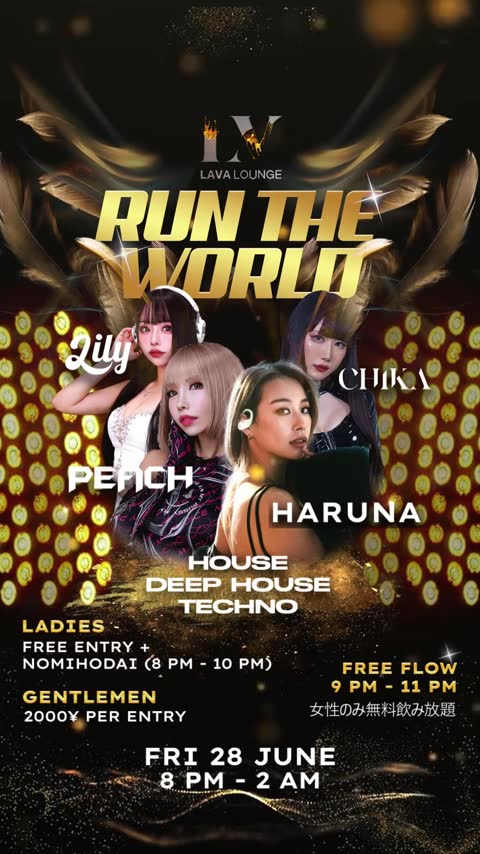 LV
LAVA LOUNGE
RUN THE
WORLD
Lily
CHIKA
PEACH
HARUNA
HOUSE
DEEP HOUSE
TECHNO
LADIES -
FREE ENTRY +
NOMIHODAI (8 PM - 10 PM)
GENTLEMEN
2000¥ PER ENTRY
FREE FLOW
9 PM - 11 PM
女性のみ無料飲み放題
FRI 28 JUNE
8 PM - 2 AM